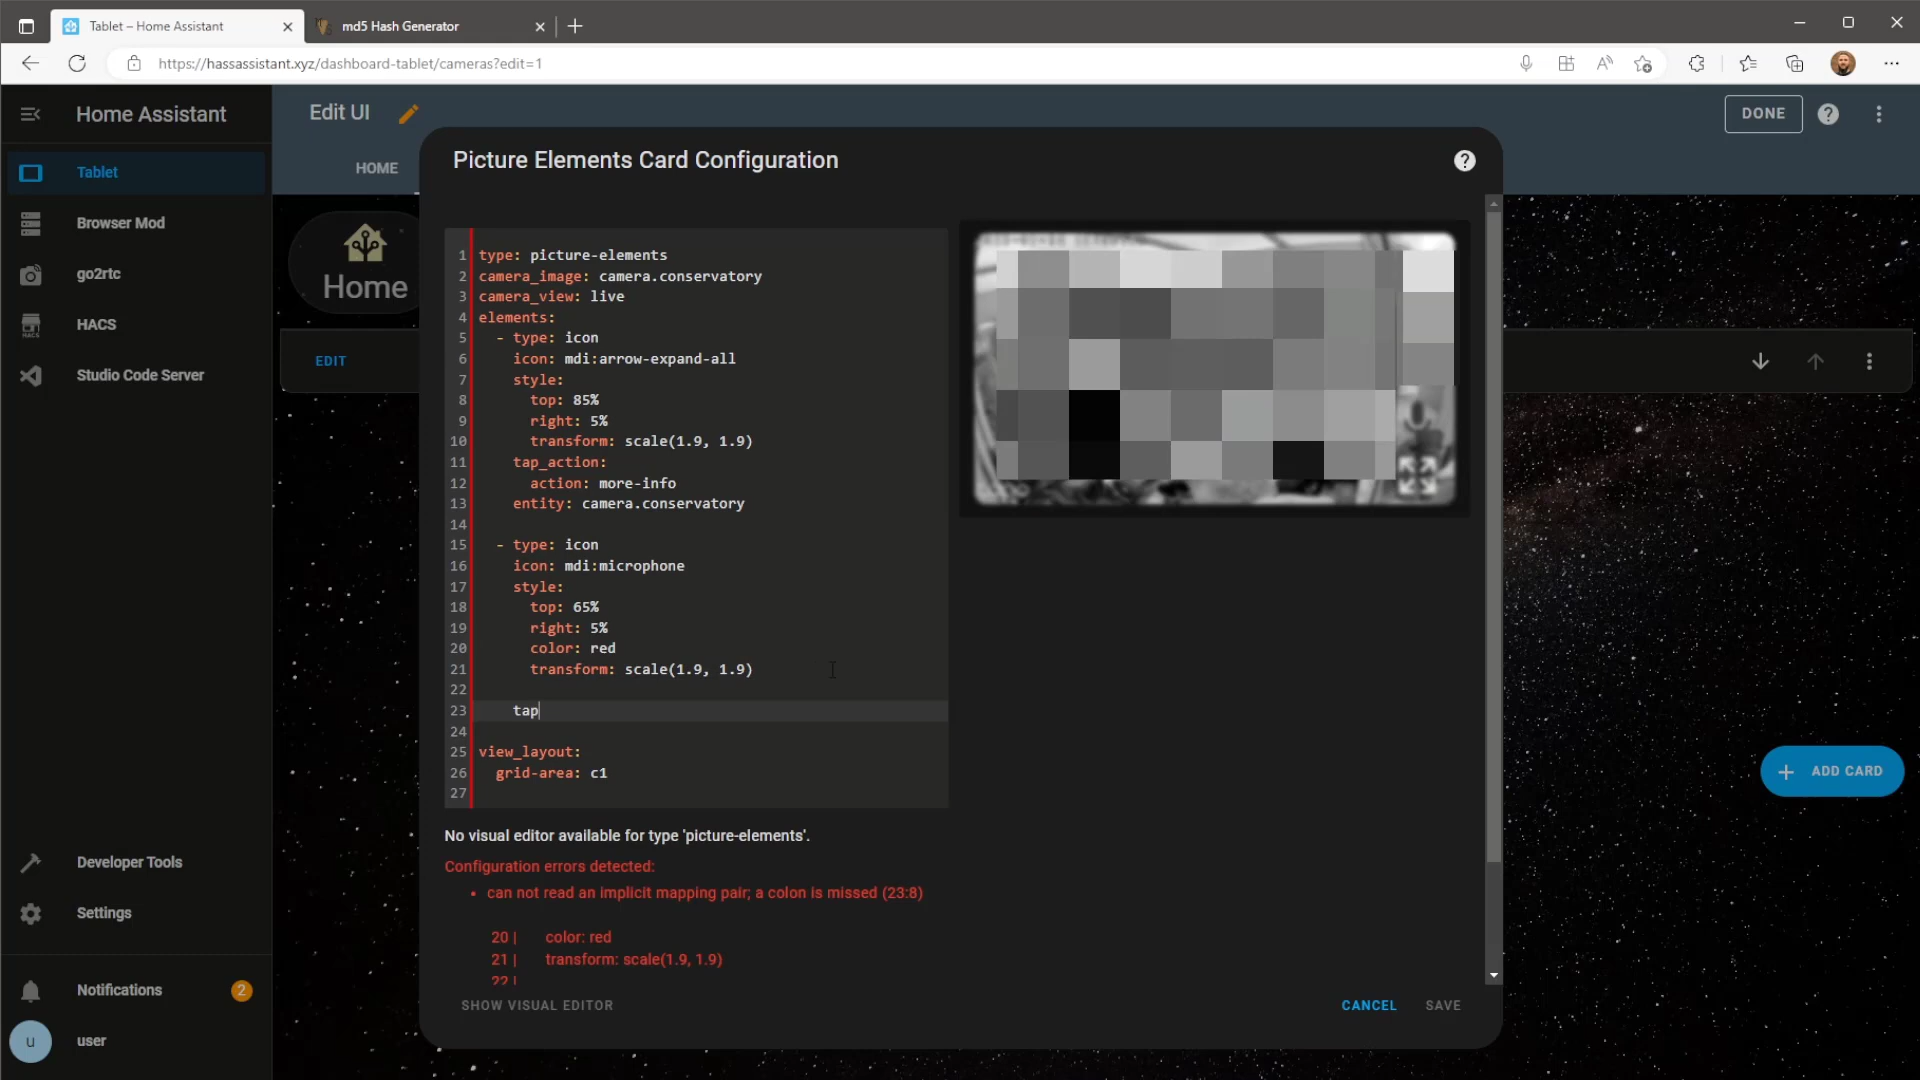 Tablet – Home Assistant
md5 Hash Generator
https://hassassistant.xyz/dashboard-tablet/cameras?edit=1
Home Assistant
Edit UI
DONE
HOME
Tablet
Browser Mod
go2rtc
HACS
Studio Code Server
Developer Tools
Settings
Notifications
2
u
user
Home
EDIT
ADD CARD
Picture Elements Card Configuration
1 type: picture-elements
2 camera_image: camera.conservatory
3 camera_view: live
4 elements:
5 - type: icon
6 icon: mdi:arrow-expand-all
7 style:
8 top: 85%
9 right: 5%
10 transform: scale(1.9, 1.9)
11 tap_action:
12 action: more-info
13 entity: camera.conservatory
14
15 - type: icon
16 icon: mdi:microphone
17 style:
18 top: 65%
19 right: 5%
20 color: red
21 transform: scale(1.9, 1.9)
22
23 tap
24
25 view_layout:
26 grid-area: c1
27
No visual editor available for type 'picture-elements'.
Configuration errors detected:
• can not read an implicit mapping pair; a colon is missed (23:8)
20 | color: red
21 | transform: scale(1.9, 1.9)
22 |
SHOW VISUAL EDITOR
CANCEL
SAVE